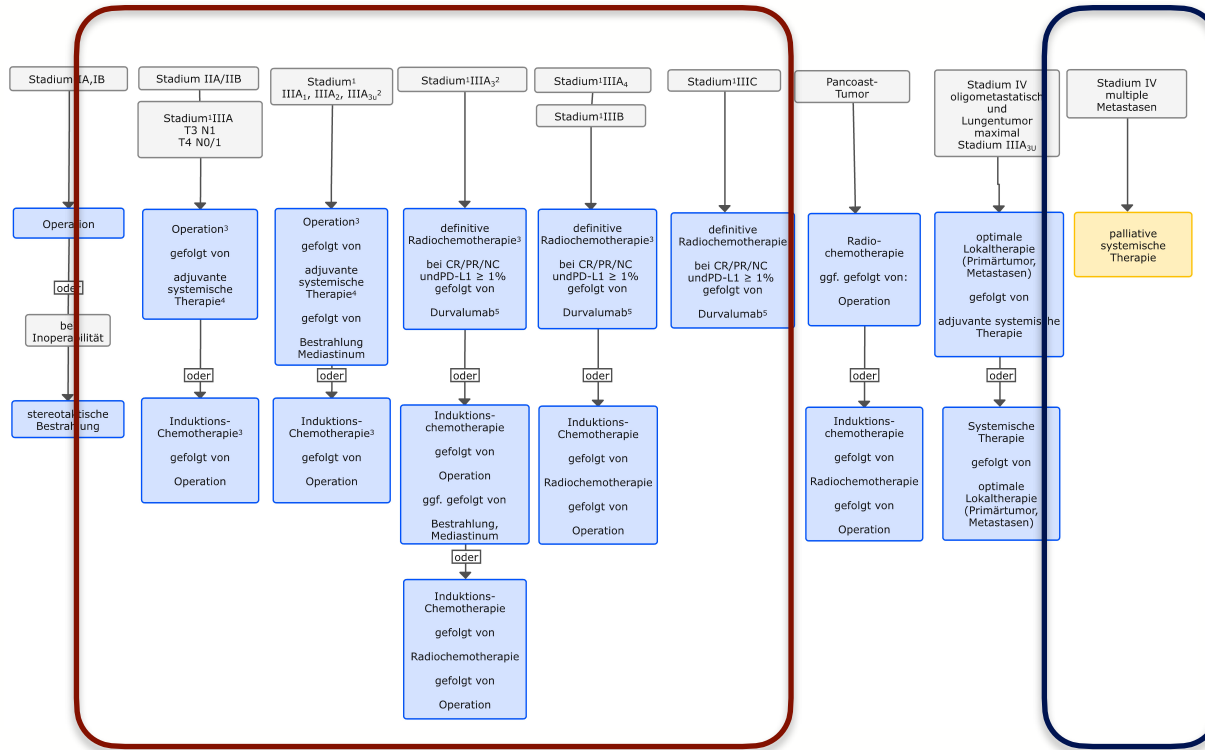 Stadium IA,IB
Operation
oder
bei
Inoperabilität
stereotaktische
Bestrahlung
Stadium IIA/IIB
Stadium¹IIIA
T3 N1
T4 N0/1
Operation³
gefolgt von
adjuvante
systemische
Therapie⁴
oder
Induktions-
Chemotherapie³
gefolgt von
Operation
Stadium¹
IIIA₁, IIIA₂, IIIA₃ᵤ²
Operation³
gefolgt von
adjuvante
systemische
Therapie⁴
gefolgt von
Bestrahlung
Mediastinum
oder
Induktions-
Chemotherapie³
gefolgt von
Operation
Stadium¹IIIA₃²
definitive
Radiochemotherapie³
bei CR/PR/NC
undPD-L1 ≥ 1%
gefolgt von
Durvalumab⁵
oder
Induktions-
chemotherapie
gefolgt von
Operation
ggf. gefolgt von
Bestrahlung,
Mediastinum
oder
Induktions-
Chemotherapie
gefolgt von
Radiochemotherapie
gefolgt von
Operation
Stadium¹IIIA₄
Stadium¹IIIB
definitive
Radiochemotherapie³
bei CR/PR/NC
undPD-L1 ≥ 1%
gefolgt von
Durvalumab⁵
oder
Induktions-
Chemotherapie
gefolgt von
Radiochemotherapie
gefolgt von
Operation
Stadium¹IIIC
definitive
Radiochemotherapie
bei CR/PR/NC
undPD-L1 ≥ 1%
gefolgt von
Durvalumab⁵
Pancoast-
Tumor
Radio-
chemotherapie
ggf. gefolgt von:
Operation
oder
Induktions-
chemotherapie
gefolgt von
Radiochemotherapie
gefolgt von
Operation
Stadium IV
oligometastatisch
und
Lungentumor
maximal
Stadium IIIA₃U
optimale
Lokaltherapie
(Primärtumor,
Metastasen)
gefolgt von
adjuvante systemische
Therapie
oder
Systemische
Therapie
gefolgt von
optimale
Lokaltherapie
(Primärtumor,
Metastasen)
Stadium IV
multiple
Metastasen
palliative
systemische
Therapie